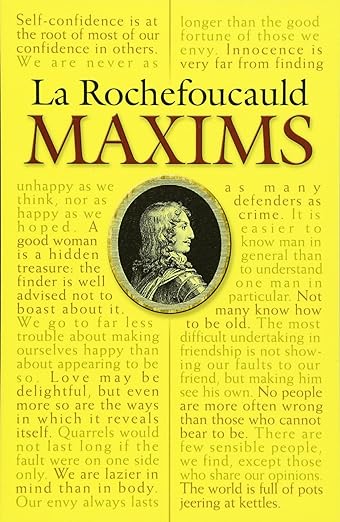 Self-confidence is at
the root of most of our
confidence in others.
We are never as
La Rochefoucauld
MAXIMS
unhappy as we
think, nor as
happy as we
hoped. A
good woman
is a hidden
treasure: the
finder is well
advised not to
boast about it.
We go to far less
trouble about making
ourselves happy than
about appearing to be
so. Love may be
delightful, but even
more so are the ways
in which it reveals
itself. Quarrels would
not last long if the
fault were on one side
only. We are lazier in
mind than in body.
Our envy always lasts
longer than the good
fortune of those we
envy. Innocence is
very far from finding
as many
defenders as
crime. It is
easier to
know man in
general than to
understand
one man in
particular. Not
many know how
to be old. The most
difficult undertaking in
friendship is not show-
ing our faults to our
friend, but making him
see his own. No people
are more often wrong
than those who cannot
bear to be. There are
few sensible people,
we find, except those
who share our opinions.
The world is full of pots
jeering at kettles.